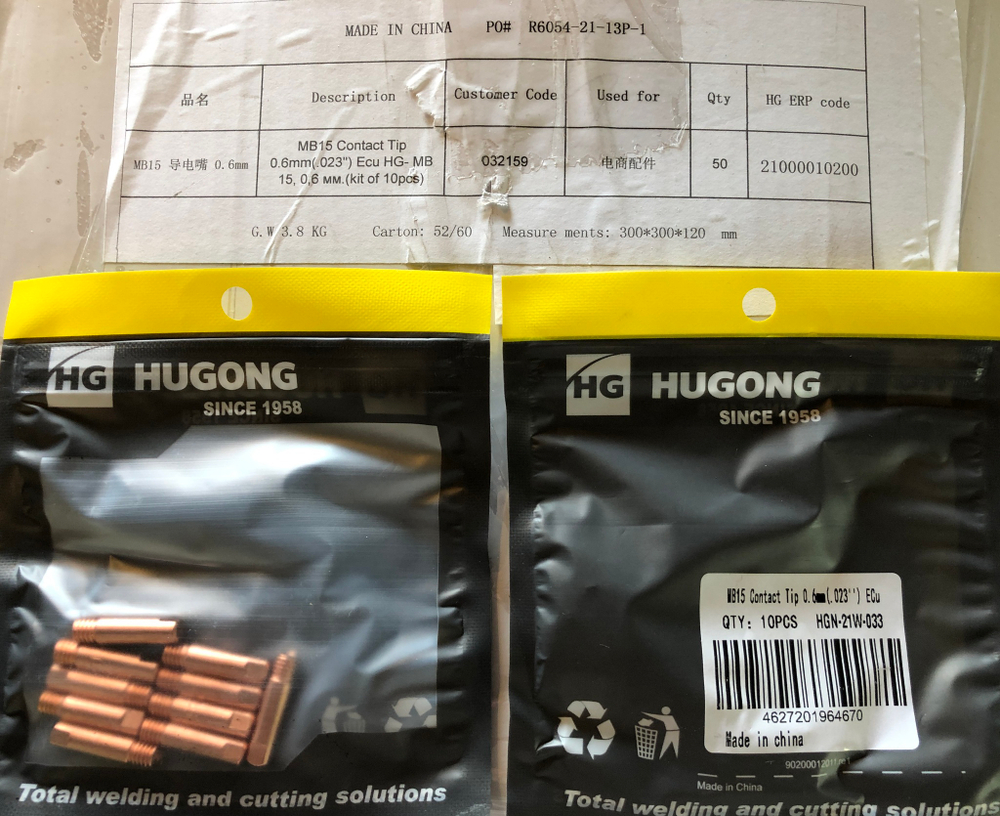 MADE IN CHINA PO# R6054-21-13P-1
品名 Description Customer Code Used for Qty HG ERP code
MB15 导电嘴 0.6mm
MB15 Contact Tip
0.6mm(.023") Ecu HG- MB
15, 0,6 мм.(kit of 10pcs)
032159
电商配件
50
21000010200
G.W 3.8 KG Carton: 52/60 Measure ments: 300*300*120 mm
HG HUGONG
SINCE 1958
Total welding and cutting solutions
HG HUGONG
SINCE 1958
MB15 Contact Tip 0.6mm(.023'') ECu
QTY: 10PCS HGN-21W-033
4627201964670
Made in china
Made in China
Total welding and cutting solutions